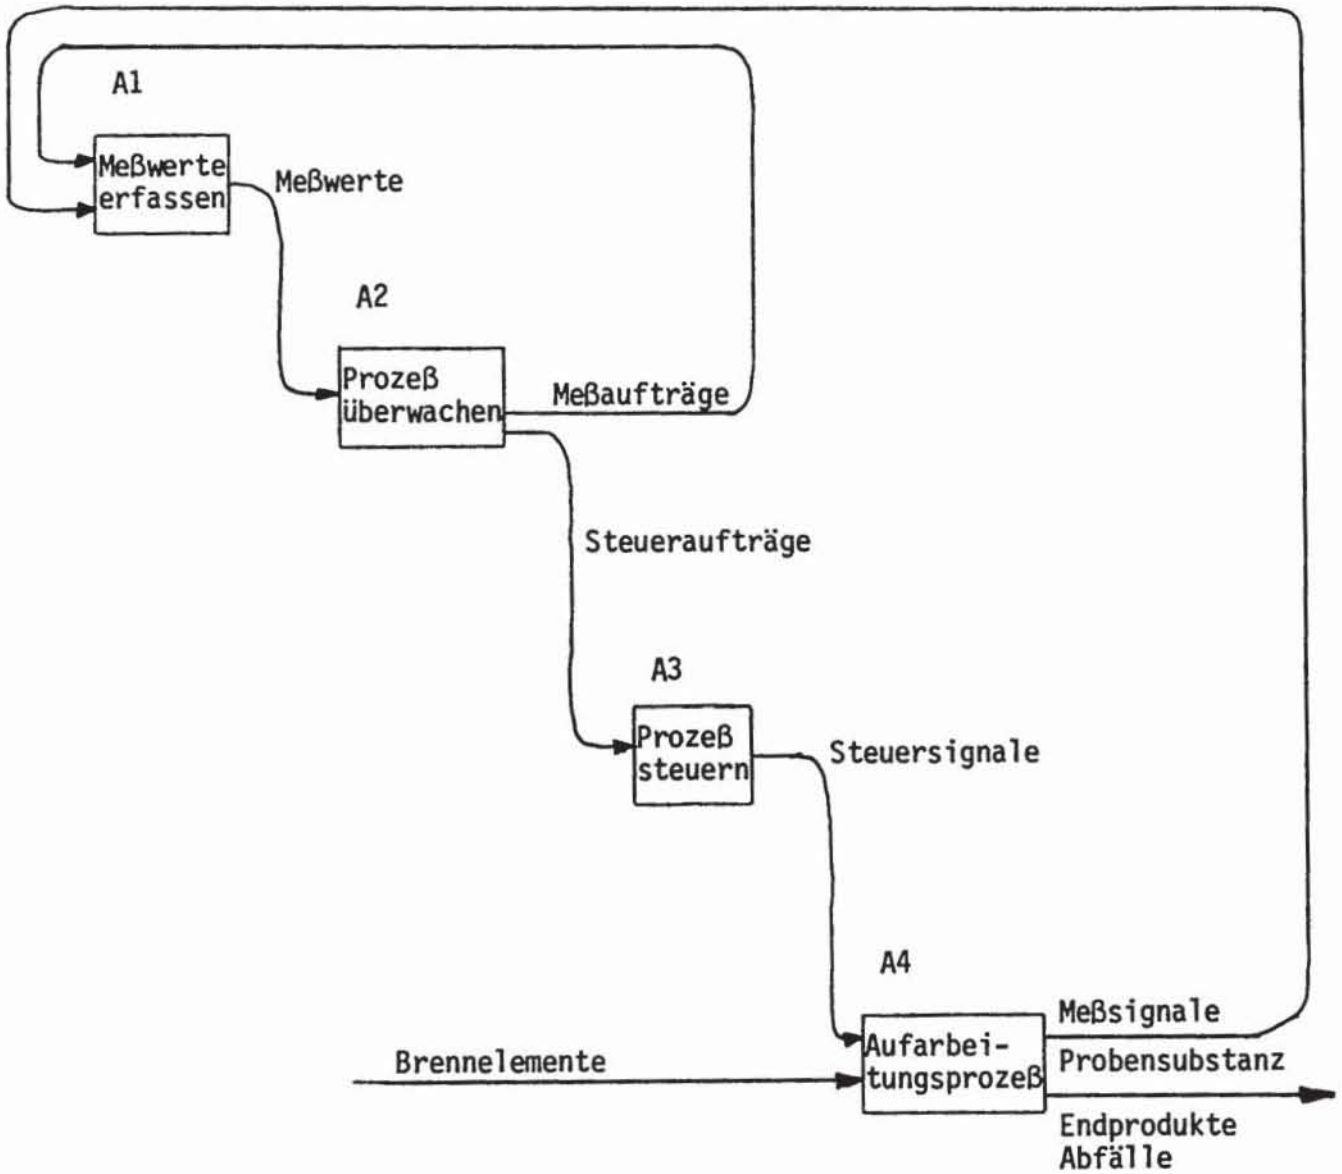 A1
Meßwerte
erfassen
Meßwerte
A2
Prozeß
überwachen
Meßaufträge
Steueraufträge
A3
Prozeß
steuern
Steuersignale
A4
Aufarbei-
tungsprozeß
Brennelemente
Meßsignale
Probensubstanz
Endprodukte
Abfälle